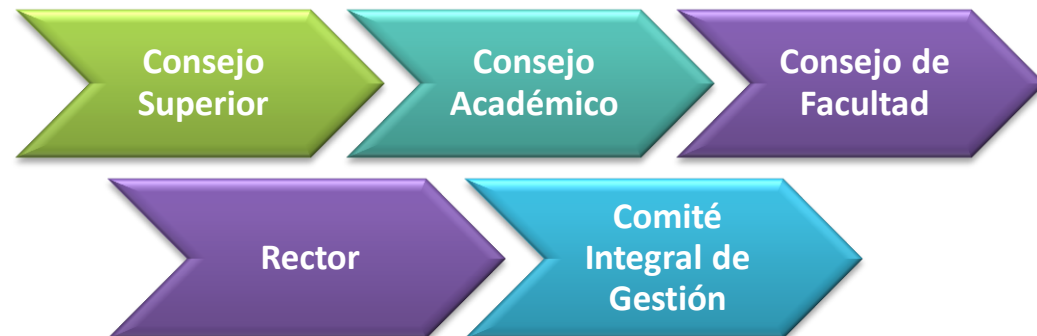 Consejo
Superior
Consejo
Académico
Consejo de
Facultad
Rector
Comité
Integral de
Gestión